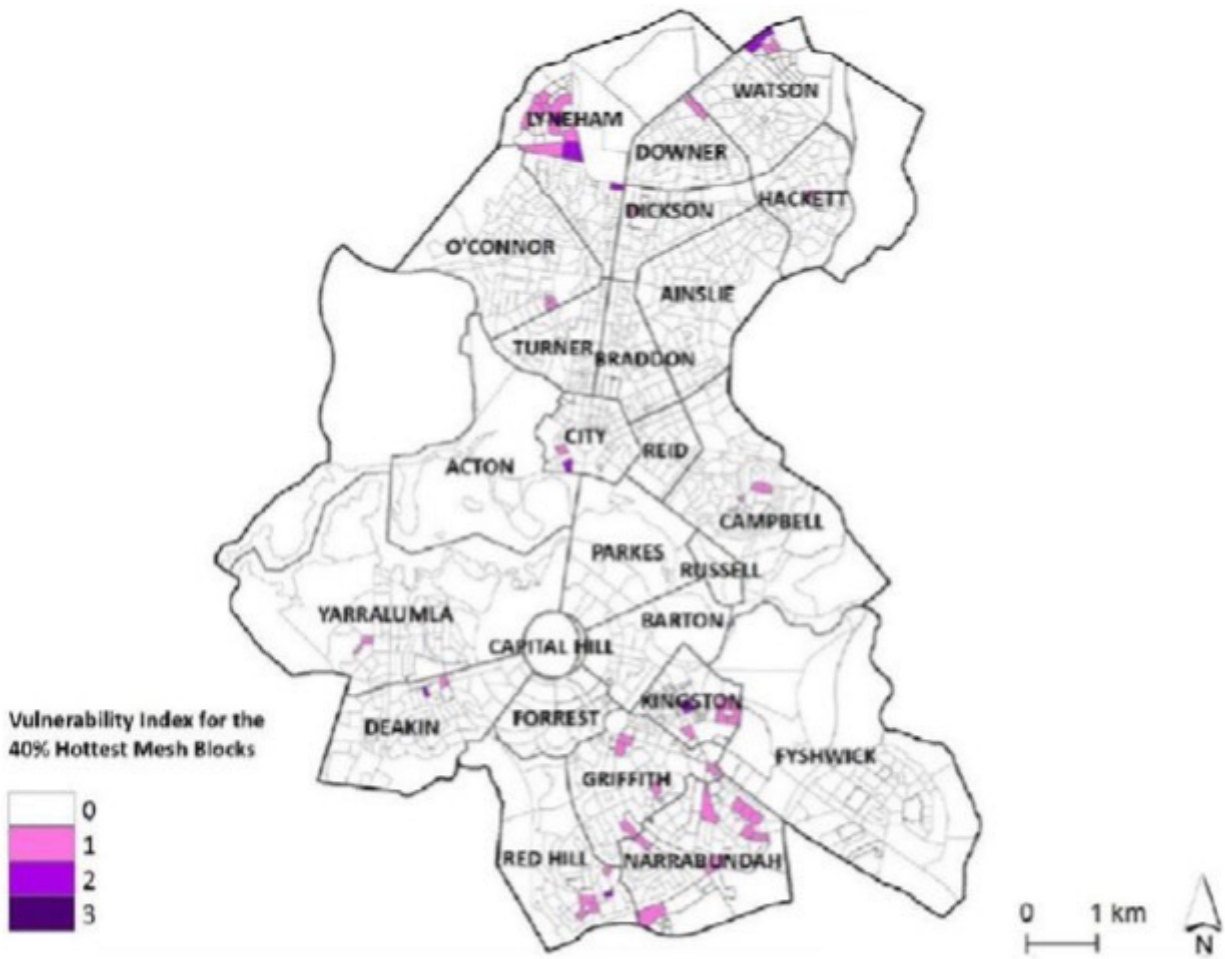 WATSON
LYNEHAM
DOWNER
HACKETT
DICKSON
O'CONNOR
AINSLIE
TURNER
BRADDON
CITY
REID
ACTON
CAMPBELL
PARKES
RUSSELL
YARRALUMLA
BARTON
CAPITAL HILL
KINGSTON
FORREST
DEAKIN
FYSHWICK
GRIFFITH
RED HILL
NARRABUNDAH
Vulnerability Index for the
40% Hottest Mesh Blocks
0
1
2
3
0 1 km
N